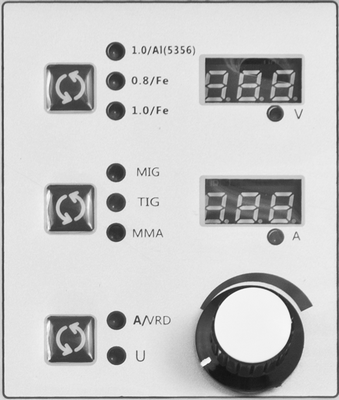 1.0/Al(5356)
0.8/Fe
1.0/Fe
V
MIG
TIG
MMA
A
A/VRD
U